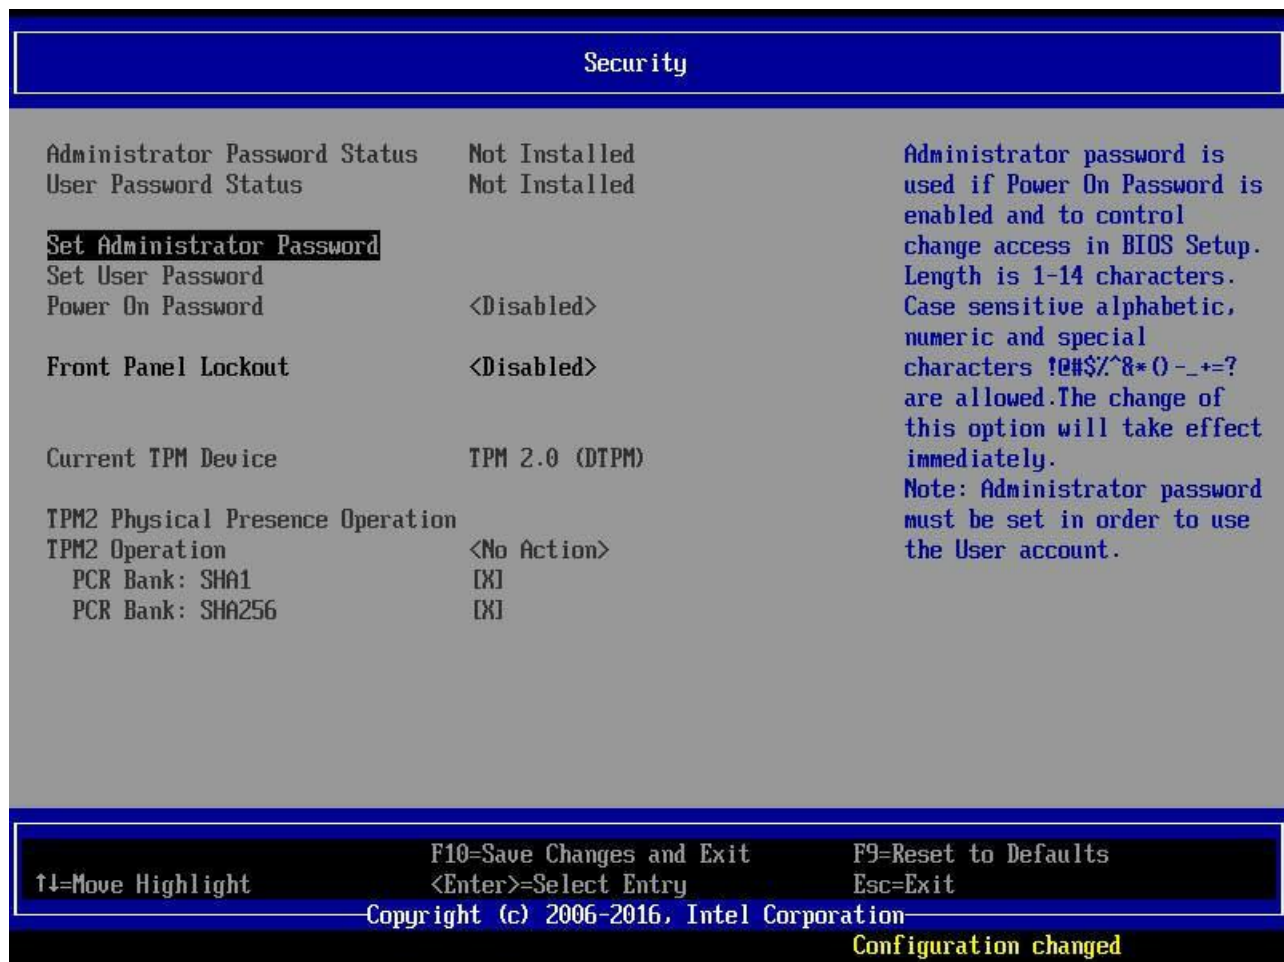 Security
Administrator Password Status Not Installed
User Password Status Not Installed
Set Administrator Password
Set User Password
Power On Password <Disabled>
Front Panel Lockout <Disabled>
Current TPM Device TPM 2.0 (DTPM)
TPM2 Physical Presence Operation
TPM2 Operation <No Action>
PCR Bank: SHA1 [X]
PCR Bank: SHA256 [X]
Administrator password is
used if Power On Password is
enabled and to control
change access in BIOS Setup.
Length is 1-14 characters.
Case sensitive alphabetic,
numeric and special
characters !@#$%^&*()-_+=?
are allowed.The change of
this option will take effect
immediately.
Note: Administrator password
must be set in order to use
the User account.
F10=Save Changes and Exit F9=Reset to Defaults
↑↓=Move Highlight <Enter>=Select Entry Esc=Exit
Copyright (c) 2006-2016, Intel Corporation
Configuration changed